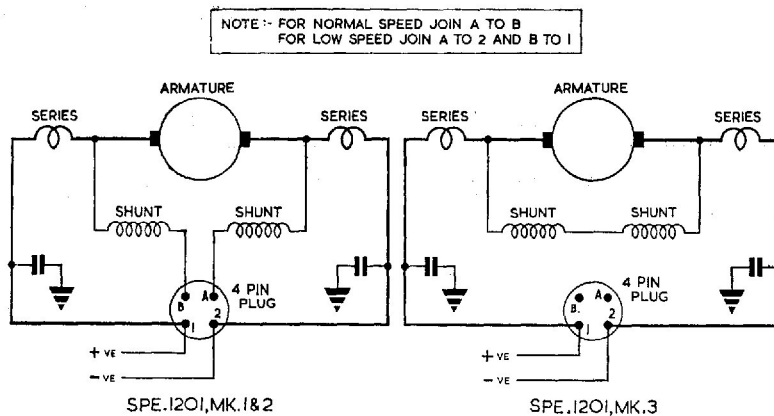 NOTE:- FOR NORMAL SPEED JOIN A TO B
FOR LOW SPEED JOIN A TO 2 AND B TO 1
ARMATURE
SERIES
SERIES
SHUNT
SHUNT
4 PIN
PLUG
B
A
1
2
+ VE
- VE
SPE.1201,MK.1&2
ARMATURE
SERIES
SERIES
SHUNT
SHUNT
4 PIN
PLUG
B.
A
1
2
+ VE
- VE
SPE.1201,MK.3